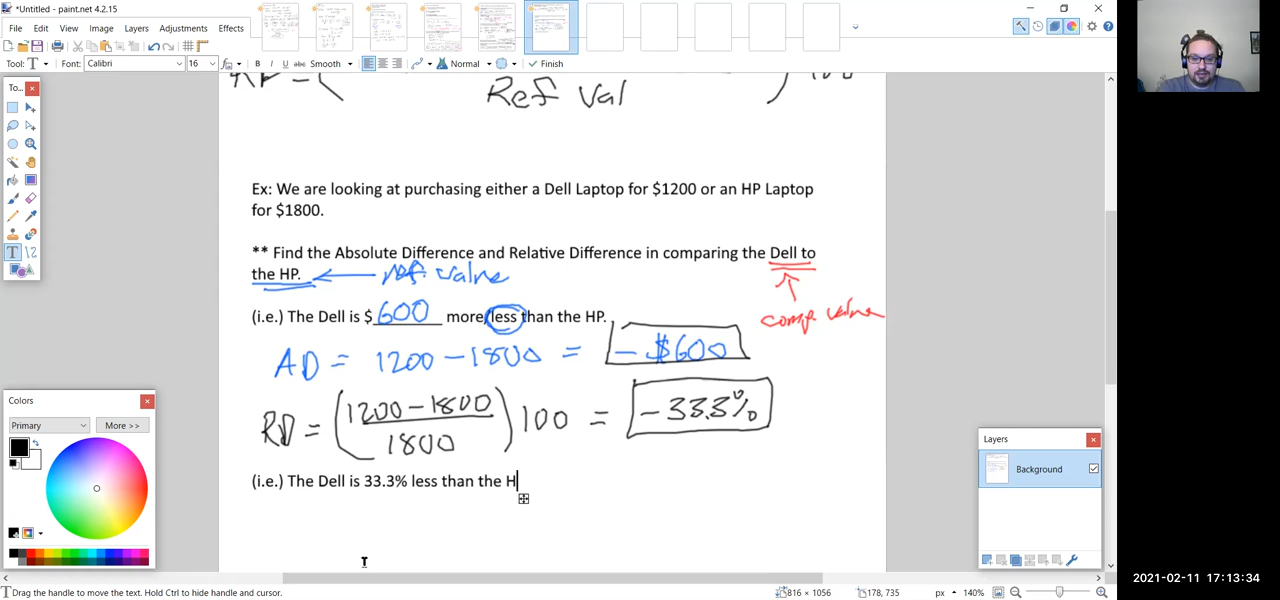 *Untitled - paint.net 4.2.15
File Edit View Image Layers Adjustments Effects
Tool: T Font: Calibri 16 B I U abc Smooth Normal Finish
To...
Ref Val
100
Ex: We are looking at purchasing either a Dell Laptop for $1200 or an HP Laptop
for $1800.
** Find the Absolute Difference and Relative Difference in comparing the Dell to
the HP. ref. value
(i.e.) The Dell is $ 600 more/less than the HP.
comp. value
AD = 1200 - 1800 = - $600
RD = (1200 - 1800 / 1800) 100 = - 33.3%
(i.e.) The Dell is 33.3% less than the H
Colors
Primary More >>
Layers
Background
2021-02-11 17:13:34
Drag the handle to move the text. Hold Ctrl to hide handle and cursor. 816 × 1056 178, 735 px 140%